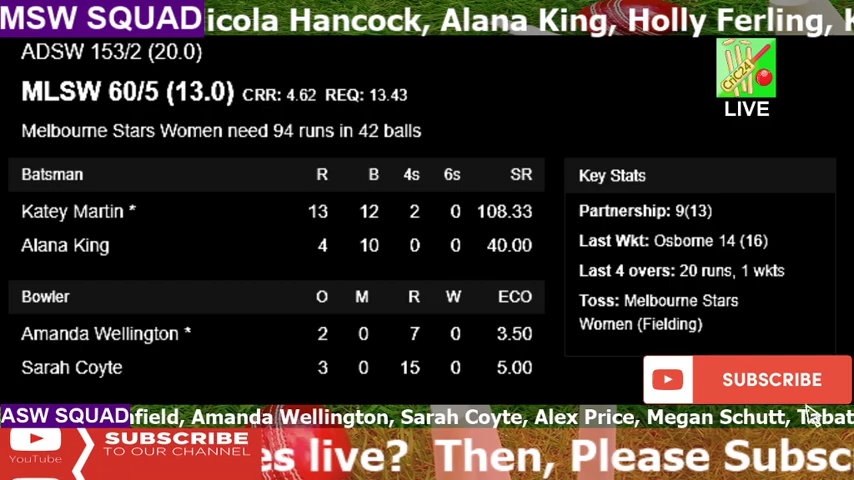 MSW SQUAD icola Hancock, Alana King, Holly Ferling, K
ADSW 153/2 (20.0)
MLSW 60/5 (13.0) CRR: 4.62 REQ: 13.43
Melbourne Stars Women need 94 runs in 42 balls
CriC24
LIVE
Batsman R B 4s 6s SR
Katey Martin * 13 12 2 0 108.33
Alana King 4 10 0 0 40.00
Bowler O M R W ECO
Amanda Wellington * 2 0 7 0 3.50
Sarah Coyte 3 0 15 0 5.00
Key Stats
Partnership: 9(13)
Last Wkt: Osborne 14 (16)
Last 4 overs: 20 runs, 1 wkts
Toss: Melbourne Stars
Women (Fielding)
SUBSCRIBE
ASW SQUAD nfield, Amanda Wellington, Sarah Coyte, Alex Price, Megan Schutt, Tabat
YouTube
SUBSCRIBE
TO OUR CHANNEL
es live? Then, Please Subsc